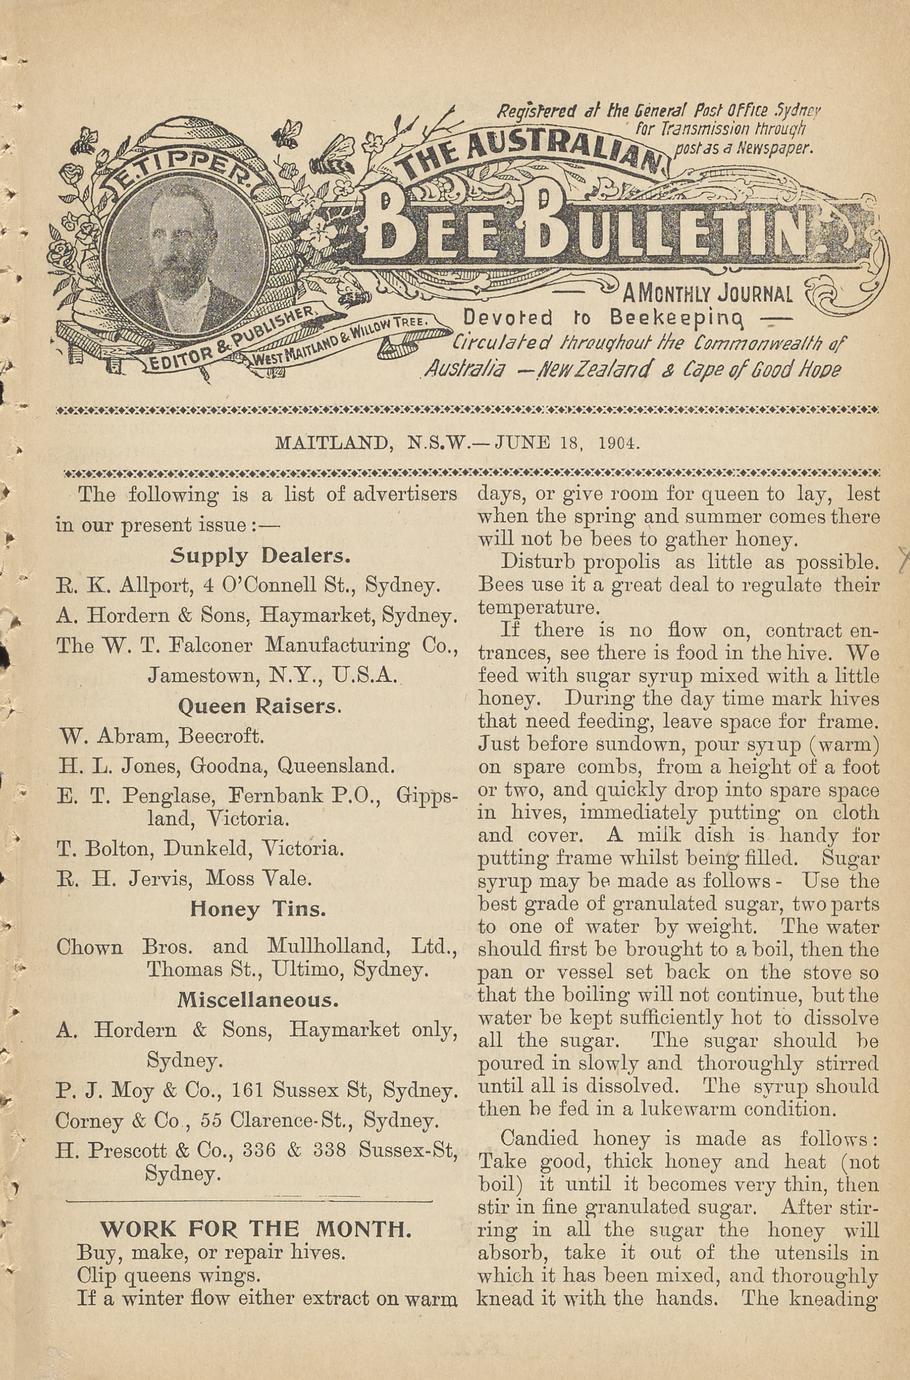 Registered at the General Post Office Sydney
for Transmission through
post as a Newspaper.
E. TIPPER.
THE AUSTRALIAN
BEE BULLETIN.
A MONTHLY JOURNAL
Devoted to Beekeeping —
EDITOR & PUBLISHER.
WEST MAITLAND & WILLOW TREE.
Circulated throughout the Commonwealth of
Australia — New Zealand & Cape of Good Hope
MAITLAND, N.S.W.—JUNE 18, 1904.
The following is a list of advertisers
in our present issue :—
Supply Dealers.
R. K. Allport, 4 O'Connell St., Sydney.
A. Hordern & Sons, Haymarket, Sydney.
The W. T. Falconer Manufacturing Co.,
Jamestown, N.Y., U.S.A.
Queen Raisers.
W. Abram, Beecroft.
H. L. Jones, Goodna, Queensland.
E. T. Penglase, Fernbank P.O., Gipps-
land, Victoria.
T. Bolton, Dunkeld, Victoria.
R. H. Jervis, Moss Vale.
Honey Tins.
Chown Bros. and Mullholland, Ltd.,
Thomas St., Ultimo, Sydney.
Miscellaneous.
A. Hordern & Sons, Haymarket only,
Sydney.
P. J. Moy & Co., 161 Sussex St, Sydney.
Corney & Co , 55 Clarence-St., Sydney.
H. Prescott & Co., 336 & 338 Sussex-St,
Sydney.
WORK FOR THE MONTH.
Buy, make, or repair hives.
Clip queens wings.
If a winter flow either extract on warm
days, or give room for queen to lay, lest
when the spring and summer comes there
will not be bees to gather honey.
Disturb propolis as little as possible.
Bees use it a great deal to regulate their
temperature.
If there is no flow on, contract en-
trances, see there is food in the hive. We
feed with sugar syrup mixed with a little
honey. During the day time mark hives
that need feeding, leave space for frame.
Just before sundown, pour syrup (warm)
on spare combs, from a height of a foot
or two, and quickly drop into spare space
in hives, immediately putting on cloth
and cover. A milk dish is handy for
putting frame whilst being filled. Sugar
syrup may be made as follows - Use the
best grade of granulated sugar, two parts
to one of water by weight. The water
should first be brought to a boil, then the
pan or vessel set back on the stove so
that the boiling will not continue, but the
water be kept sufficiently hot to dissolve
all the sugar. The sugar should be
poured in slowly and thoroughly stirred
until all is dissolved. The syrup should
then be fed in a lukewarm condition.
Candied honey is made as follows :
Take good, thick honey and heat (not
boil) it until it becomes very thin, then
stir in fine granulated sugar. After stir-
ring in all the sugar the honey will
absorb, take it out of the utensils in
which it has been mixed, and thoroughly
knead it with the hands. The kneading